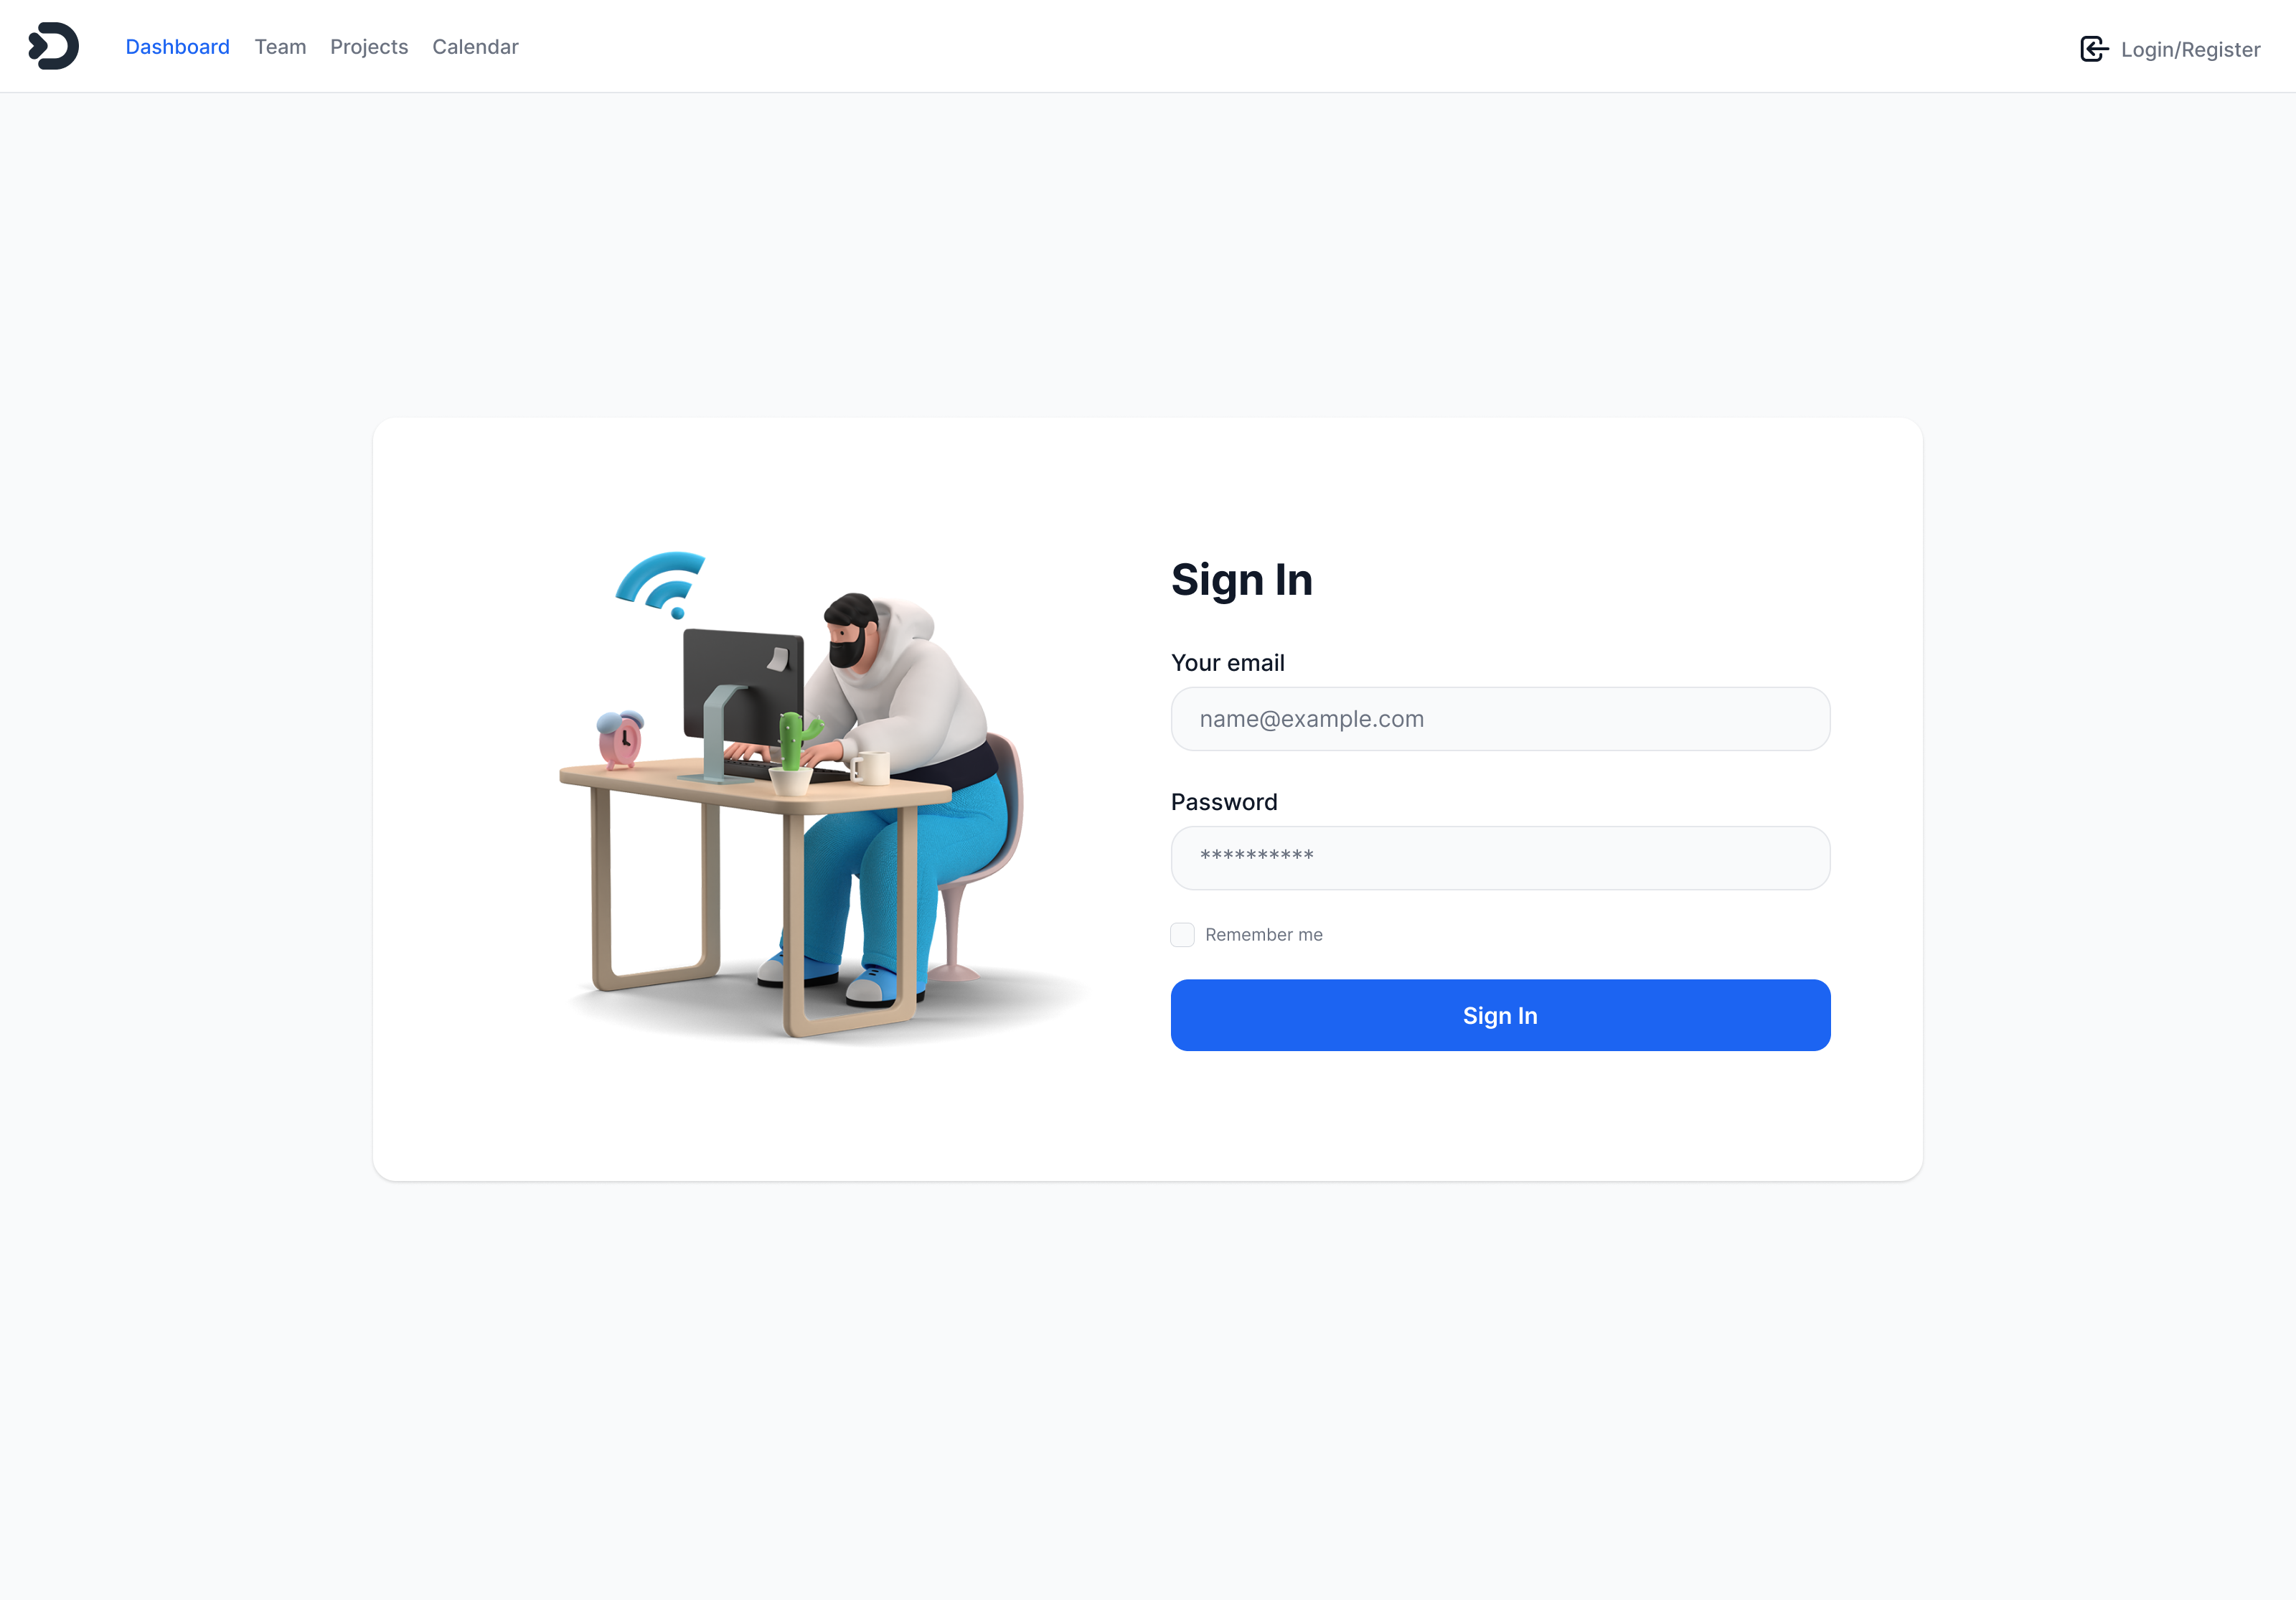 Dashboard Team Projects Calendar Login/Register
Sign In
Your email
name@example.com
Password
**********
Remember me
Sign In